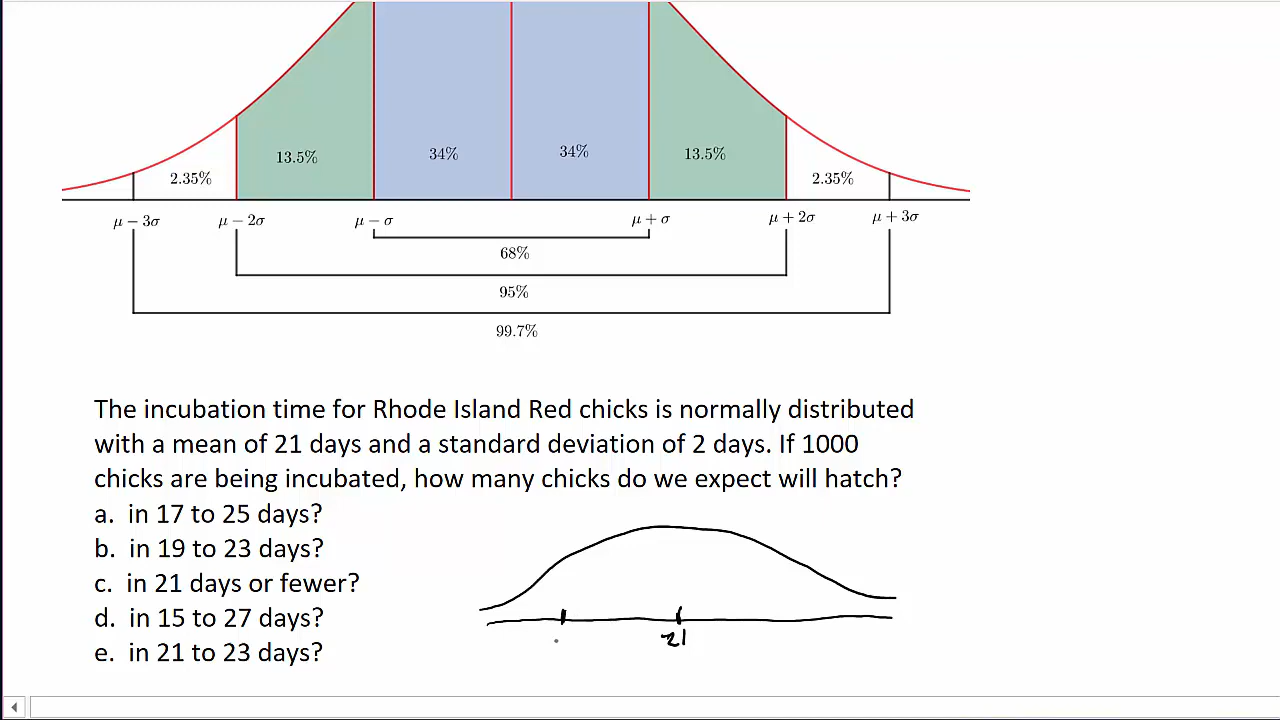 13.5% 34% 34% 13.5%
2.35% 2.35%
μ − 3σ μ − 2σ μ − σ μ + σ μ + 2σ μ + 3σ
68%
95%
99.7%
The incubation time for Rhode Island Red chicks is normally distributed
with a mean of 21 days and a standard deviation of 2 days. If 1000
chicks are being incubated, how many chicks do we expect will hatch?
a. in 17 to 25 days?
b. in 19 to 23 days?
c. in 21 days or fewer?
d. in 15 to 27 days?
e. in 21 to 23 days?
21